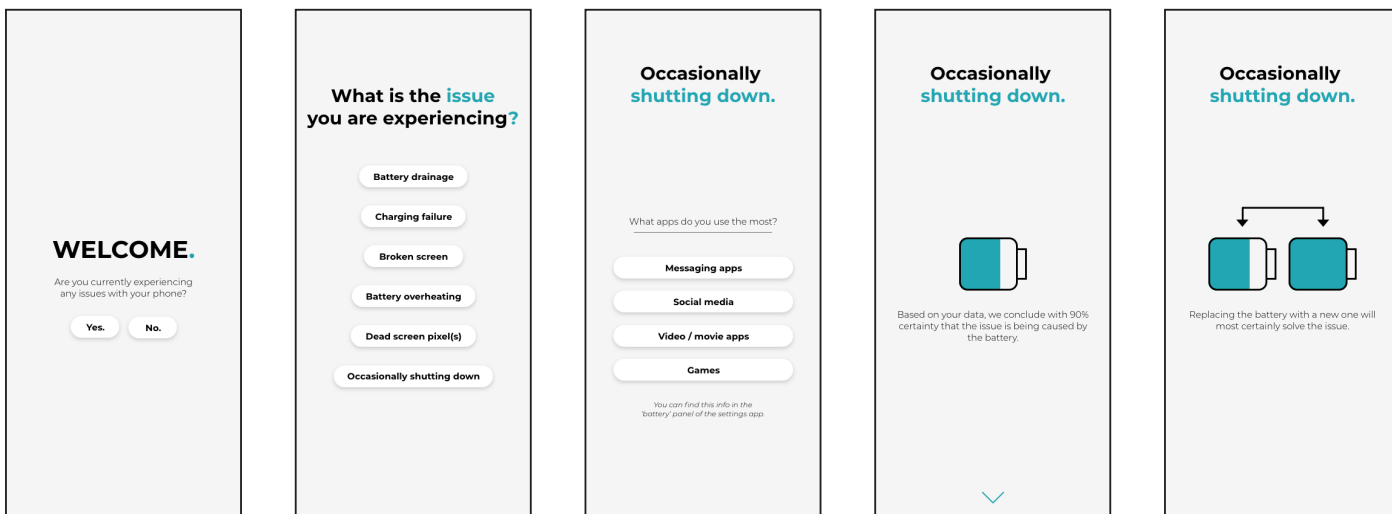 WELCOME.
Are you currently experiencing
any issues with your phone?
Yes.
No.
What is the issue
you are experiencing?
Battery drainage
Charging failure
Broken screen
Battery overheating
Dead screen pixel(s)
Occasionally shutting down
Occasionally
shutting down.
What apps do you use the most?
Messaging apps
Social media
Video / movie apps
Games
You can find this info in the
'battery' panel of the settings app.
Occasionally
shutting down.
Based on your data, we conclude with 90%
certainty that the issue is being caused by
the battery.
Occasionally
shutting down.
Replacing the battery with a new one will
most certainly solve the issue.